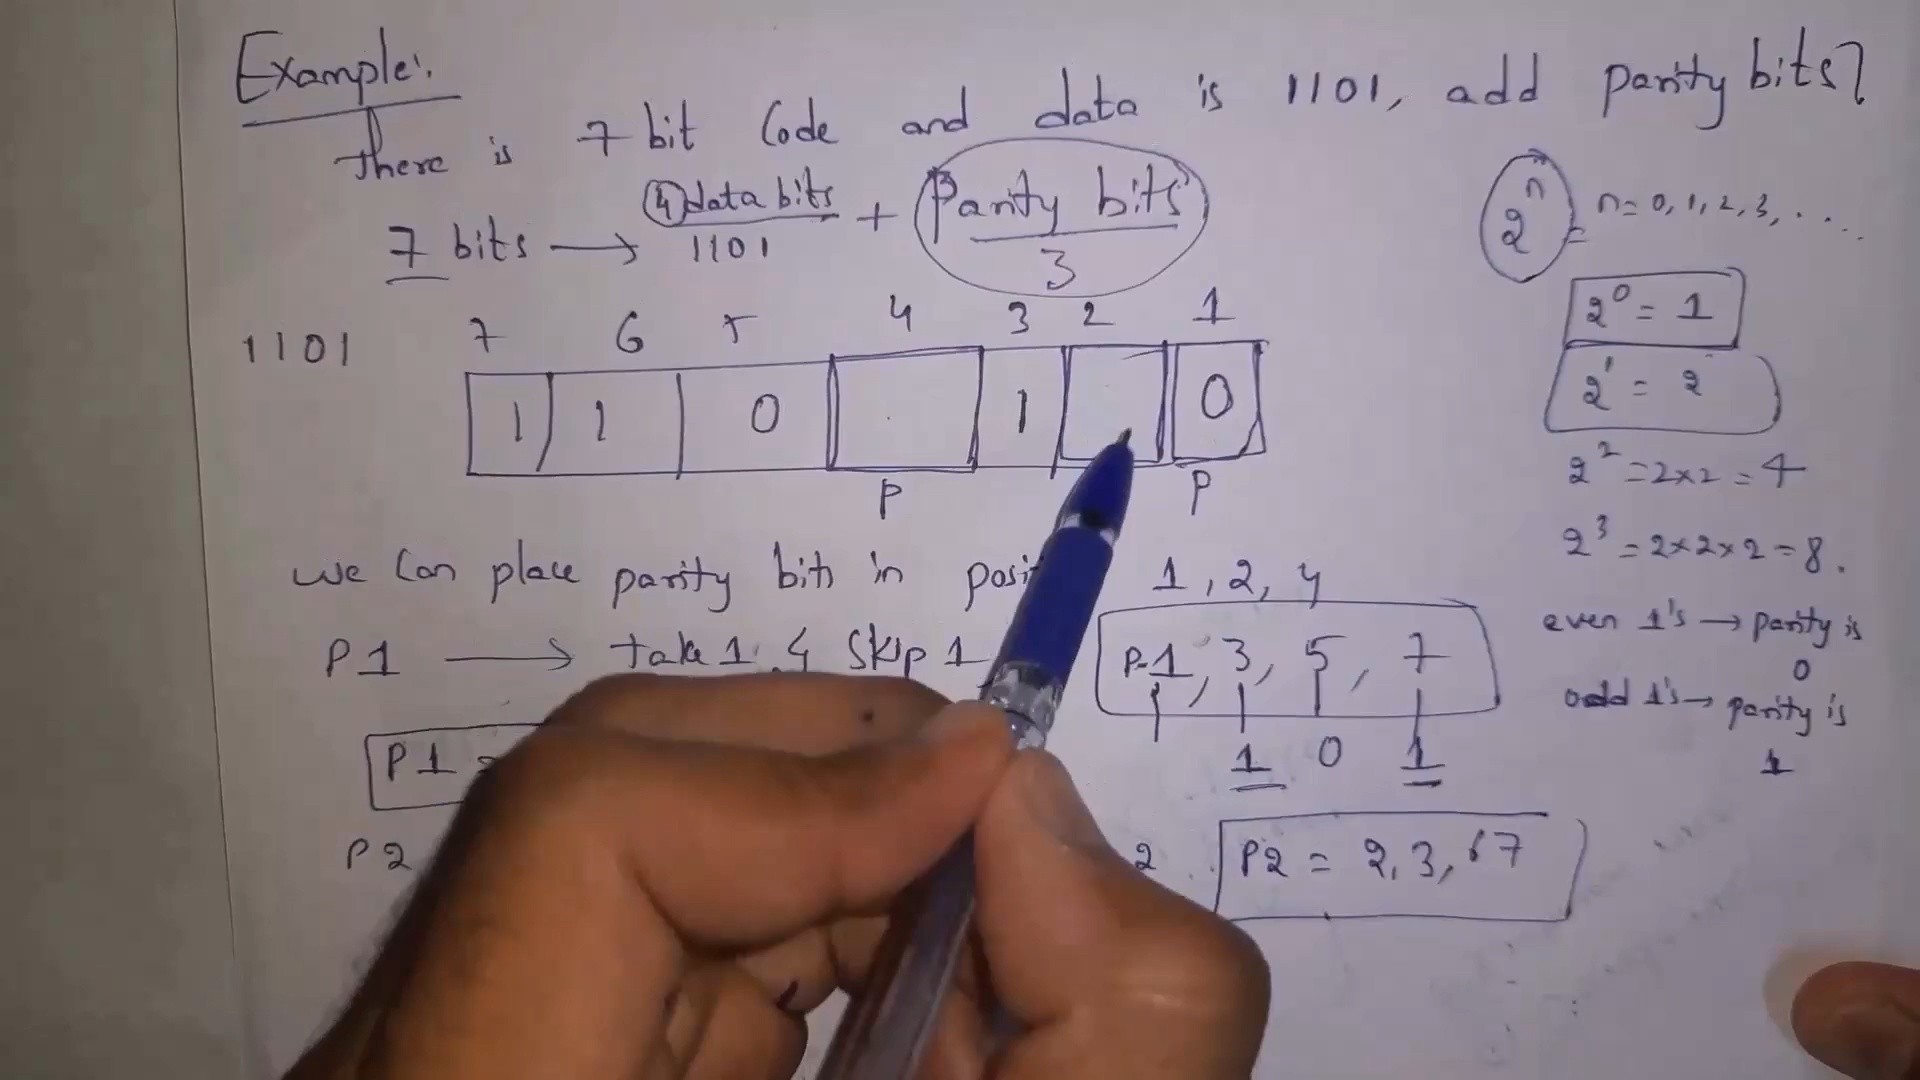 Example:
There is 7 bit Code and data is 1101, add parity bits?
7 bits → 4 data bits + Parity bits
1101 3
2^n = n = 0, 1, 2, 3, ....
2^0 = 1
2^1 = 2
2^2 = 2×2 = 4
2^3 = 2×2×2 = 8.
even 1's → parity is
0
odd 1's → parity is
1
1101
7 6 5 4 3 2 1
1 1 0 1 0
P P
we can place parity bits in 1, 2, 4
P1 → take 1 & skip 1
P-1, 3, 5, 7
1 0 1
P1 =
P2 2
P2 = 2, 3, 6 7